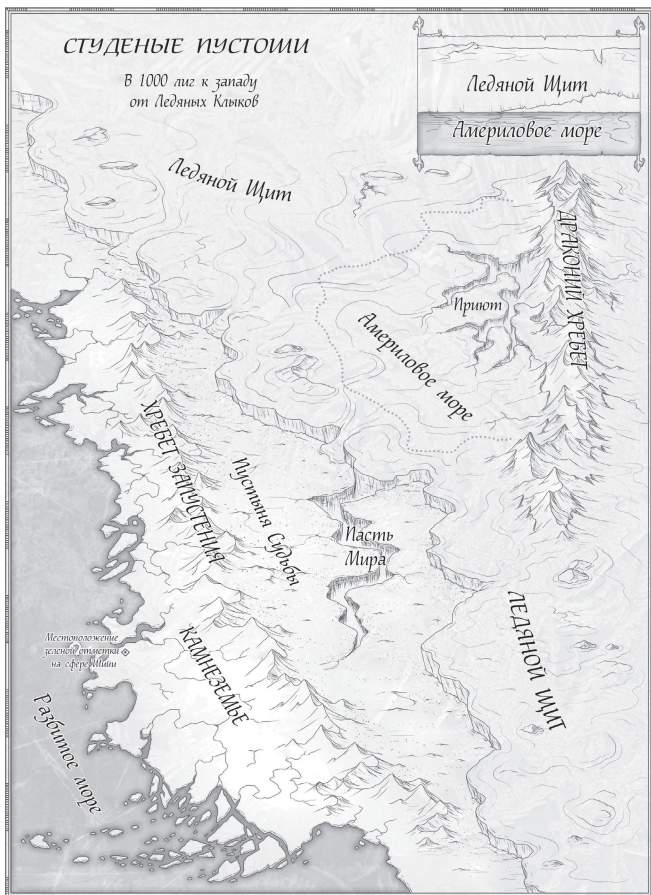 СТУДЕНЫЕ ПУСТОШИ
В 1000 лиг к западу
от Ледяных Клыков
Ледяной Щит
Америловое море
Ледяной Щит
ДРАКОНИЙ ХРЕБЕТ
Приют
Америловое море
ХРЕБЕТ ЗАПУСТЕНИЯ
Пустыня Судьбы
Пасть
Мира
ЛЕДЯНОЙ ЩИТ
Местоположение
зеленой отметки
на сфере Шийи
КАМНЕЗЕМЬЕ
Разбитое море